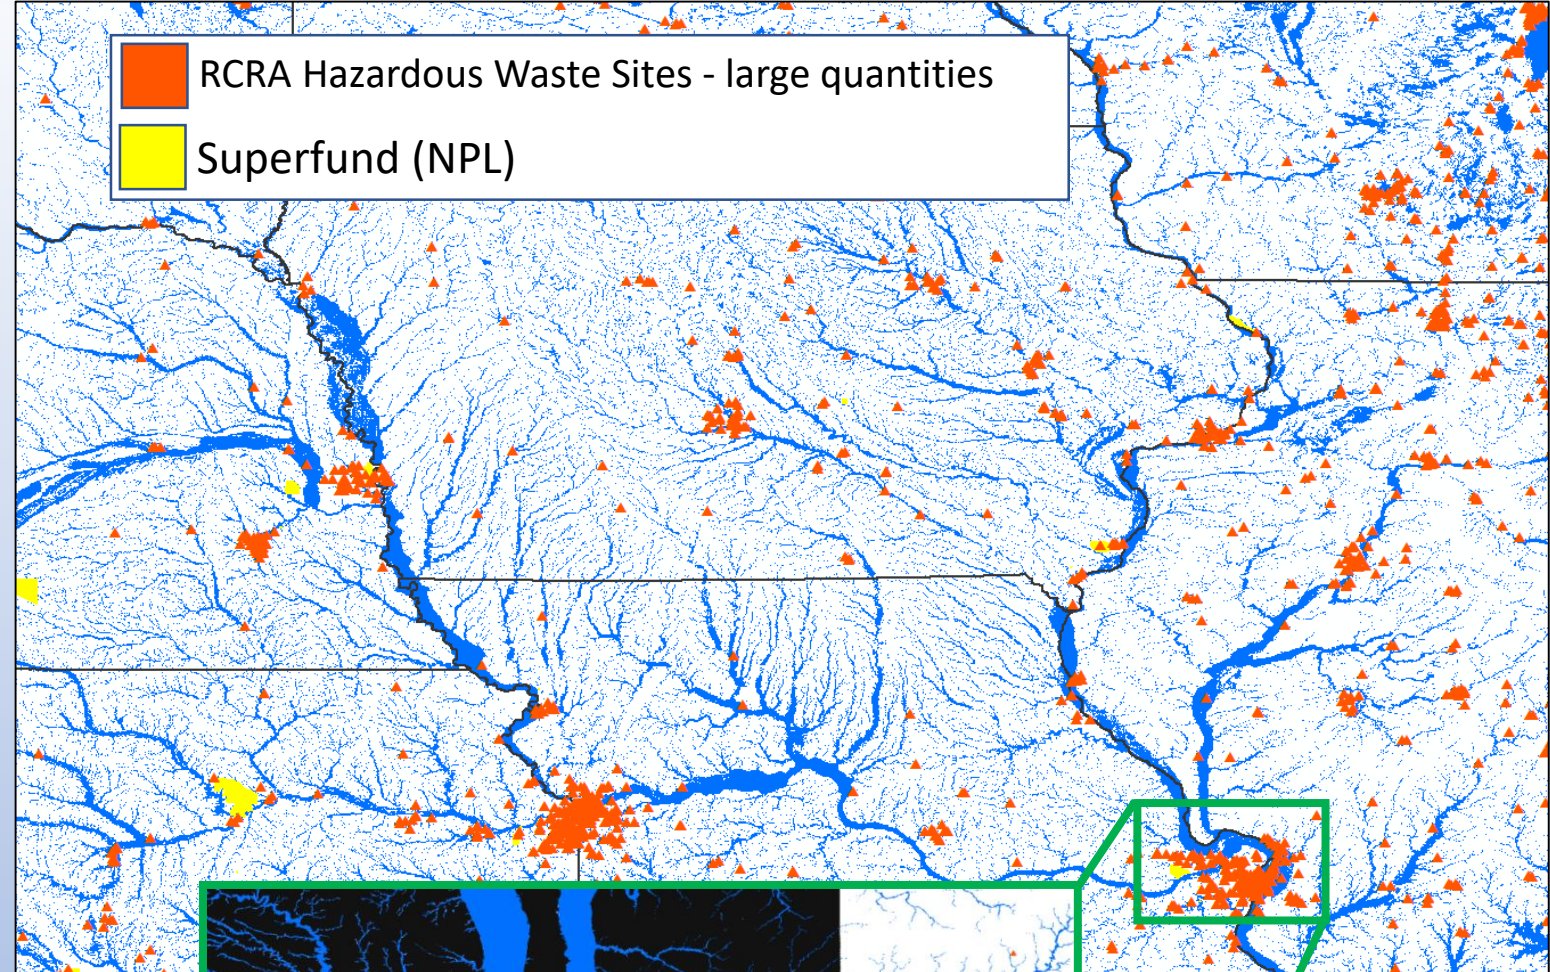 RCRA Hazardous Waste Sites - large quantities
Superfund (NPL)